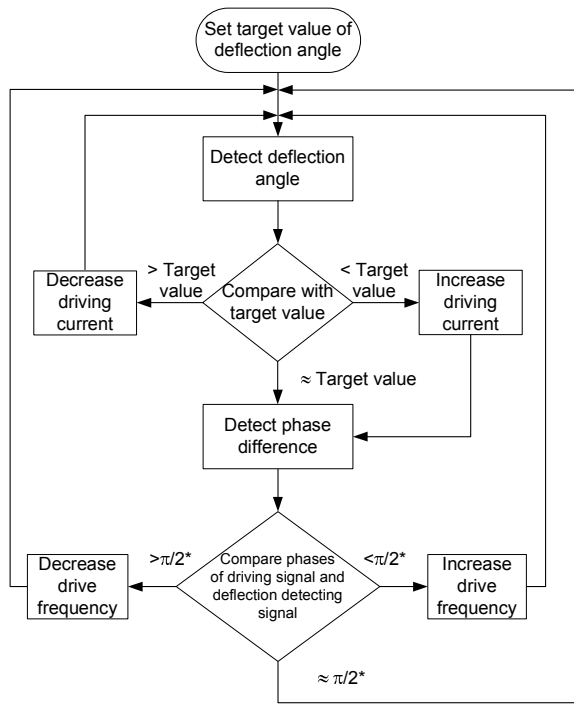 Set target value of
deflection angle
Detect deflection
angle
> Target
value
< Target
value
Decrease
driving
current
Compare with
target value
Increase
driving
current
≈ Target value
Detect phase
difference
>π/2*
<π/2*
Decrease
drive
frequency
Compare phases
of driving signal and
deflection detecting
signal
Increase
drive
frequency
≈ π/2*